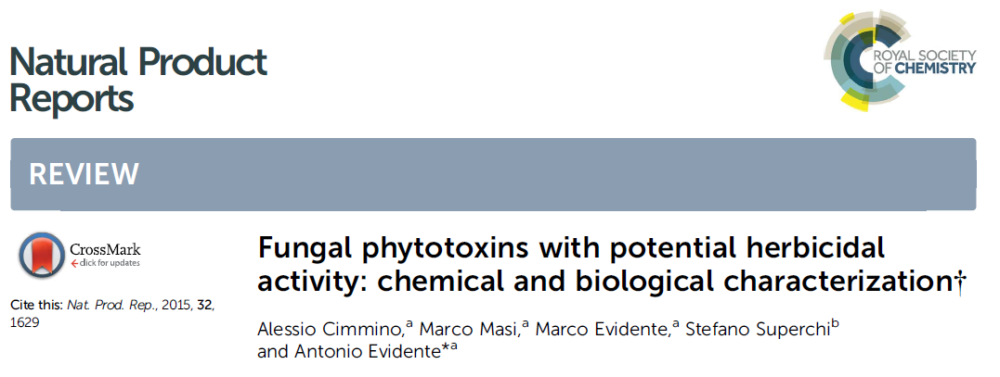 Natural Product
Reports
ROYAL SOCIETY
OF CHEMISTRY
REVIEW
CrossMark
click for updates
Cite this: Nat. Prod. Rep., 2015, 32,
1629
Fungal phytotoxins with potential herbicidal
activity: chemical and biological characterization†
Alessio Cimmino,a Marco Masi,a Marco Evidente,a Stefano Superchib
and Antonio Evidente*a